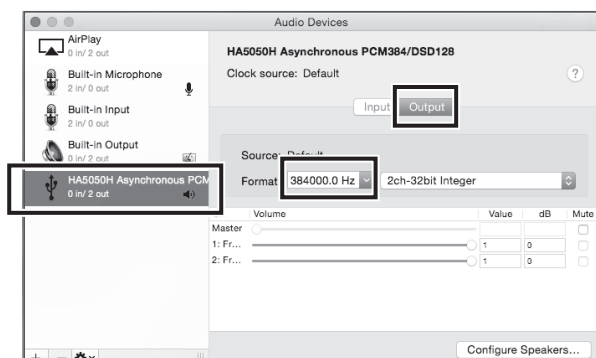 Audio Devices
AirPlay
0 in/ 2 out
Built-in Microphone
2 in/ 0 out
Built-in Input
2 in/ 0 out
Built-in Output
0 in/ 2 out
HA5050H Asynchronous PCM
0 in/ 2 out
HA5050H Asynchronous PCM384/DSD128
Clock source: Default
?
Input Output
Source: Default
Format 384000.0 Hz 2ch-32bit Integer
Volume Value dB Mute
Master
1: Fr... 1 0
2: Fr... 1 0
Configure Speakers...